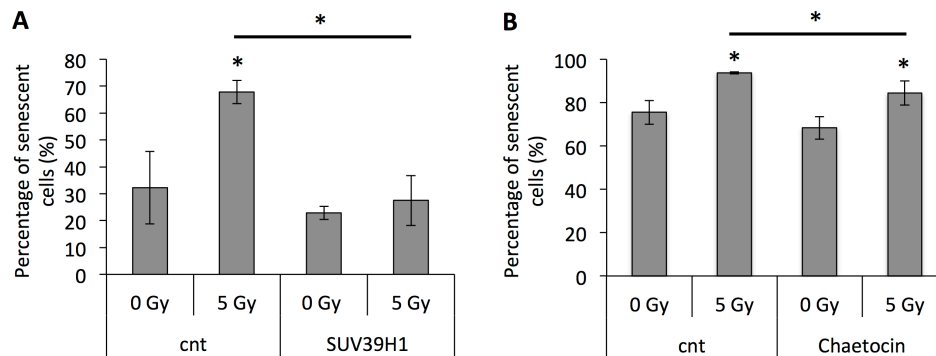 A
*
Percentage of senescent
cells (%)
80
70
60
50
40
30
20
10
0
*
0 Gy
5 Gy
0 Gy
5 Gy
cnt
SUV39H1
B
*
Percentage of senescent
cells (%)
100
80
60
40
20
0
*
*
0 Gy
5 Gy
0 Gy
5 Gy
cnt
Chaetocin